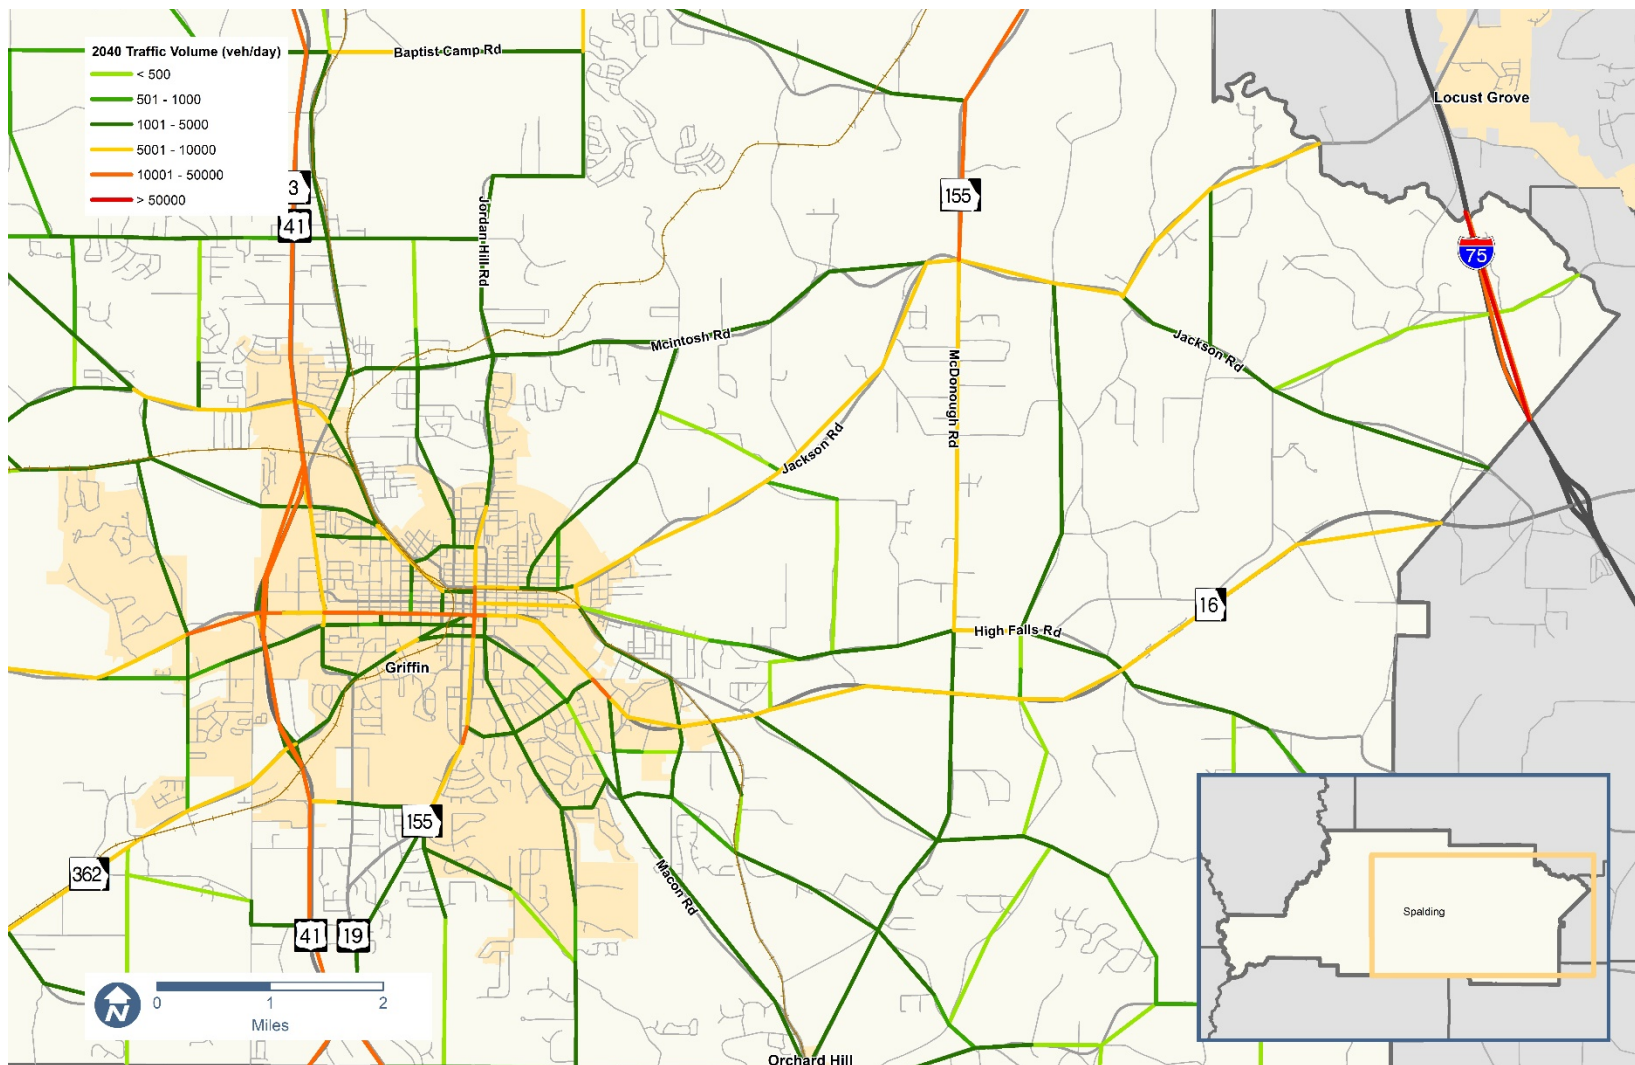 2040 Traffic Volume (veh/day)
< 500
501 - 1000
1001 - 5000
5001 - 10000
10001 - 50000
> 50000
Baptist Camp Rd
Locust Grove
3
41
155
75
Jordan Hill Rd
Mcintosh Rd
Jackson Rd
McDonough Rd
Jackson Rd
16
High Falls Rd
Griffin
155
362
Macon Rd
41
19
Spalding
N
0
1
2
Miles
Orchard Hill